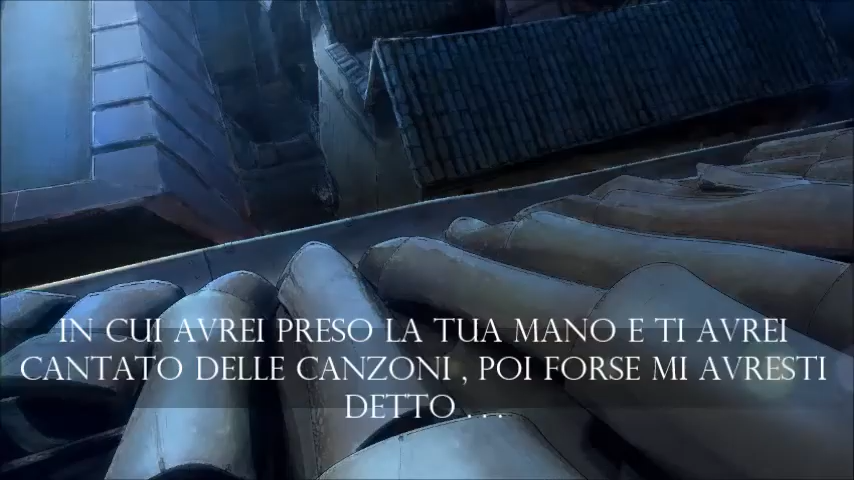 IN CUI AVREI PRESO LA TUA MANO E TI AVREI
CANTATO DELLE CANZONI , POI FORSE MI AVRESTI
DETTO . . .